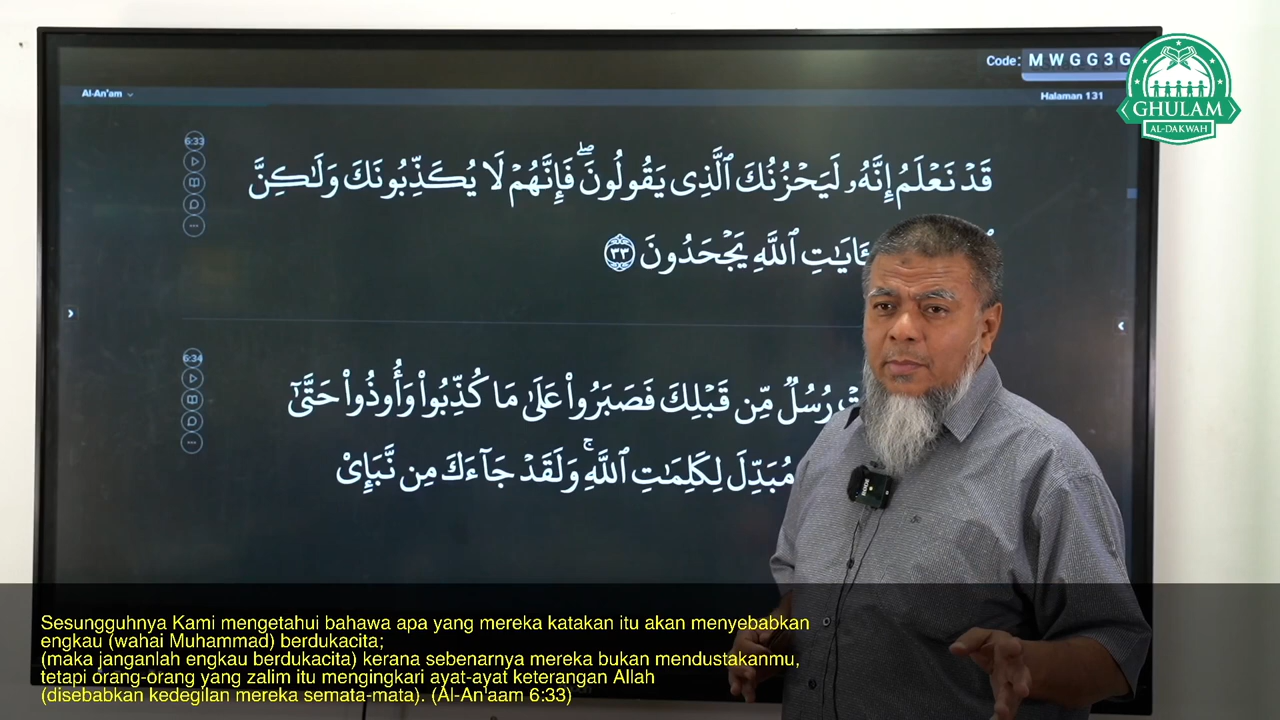 Code: MWGG3G
GHULAM
AL-DAKWAH
Al-An'am
Halaman 131
6:33
قَدْ نَعْلَمُ إِنَّهُۥ لَيَحْزُنُكَ ٱلَّذِى يَقُولُونَ ۖ فَإِنَّهُمْ لَا يُكَذِّبُونَكَ وَلَـٰكِنَّ
ـَٔايَـٰتِ ٱللَّهِ يَجْحَدُونَ ٣٣
6:34
رُسُلٌ مِّن قَبْلِكَ فَصَبَرُوا۟ عَلَىٰ مَا كُذِّبُوا۟ وَأُوذُوا۟ حَتَّىٰٓ
مُبَدِّلَ لِكَلِمَـٰتِ ٱللَّهِ ۚ وَلَقَدْ جَآءَكَ مِن نَّبَإِى۟
Sesungguhnya Kami mengetahui bahawa apa yang mereka katakan itu akan menyebabkan
engkau (wahai Muhammad) berdukacita;
(maka janganlah engkau berdukacita) kerana sebenarnya mereka bukan mendustakanmu,
tetapi orang-orang yang zalim itu mengingkari ayat-ayat keterangan Allah
(disebabkan kedegilan mereka semata-mata). (Al-An'aam 6:33)